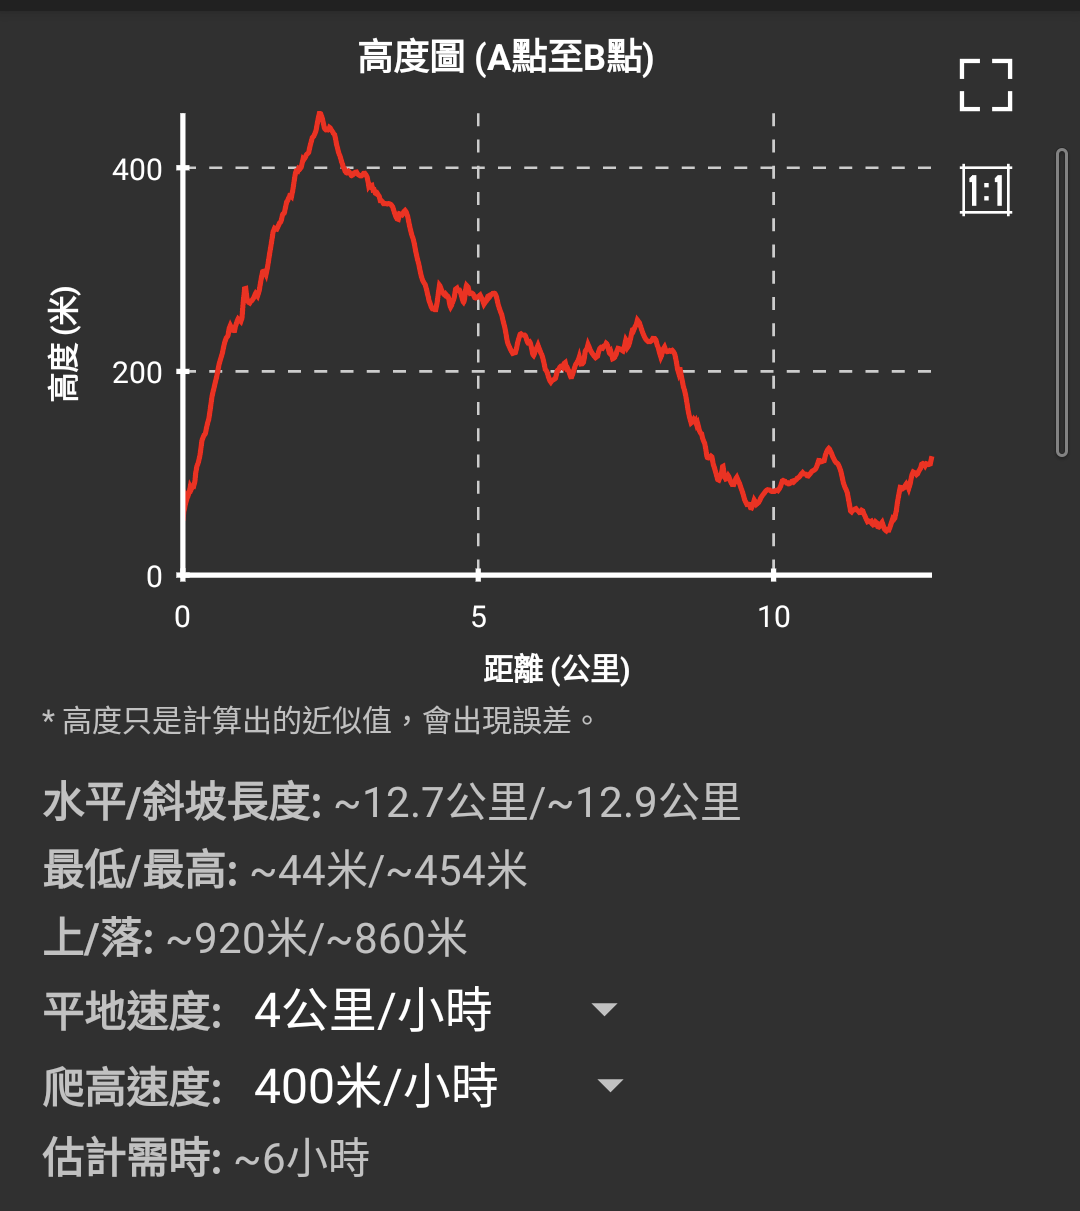 高度圖 (A點至B點)
1:1
400
200
0
高度 (米)
0 5 10
距離 (公里)
* 高度只是計算出的近似值，會出現誤差。
水平/斜坡長度: ~12.7公里/~12.9公里
最低/最高: ~44米/~454米
上/落: ~920米/~860米
平地速度: 4公里/小時
爬高速度: 400米/小時
估計需時: ~6小時